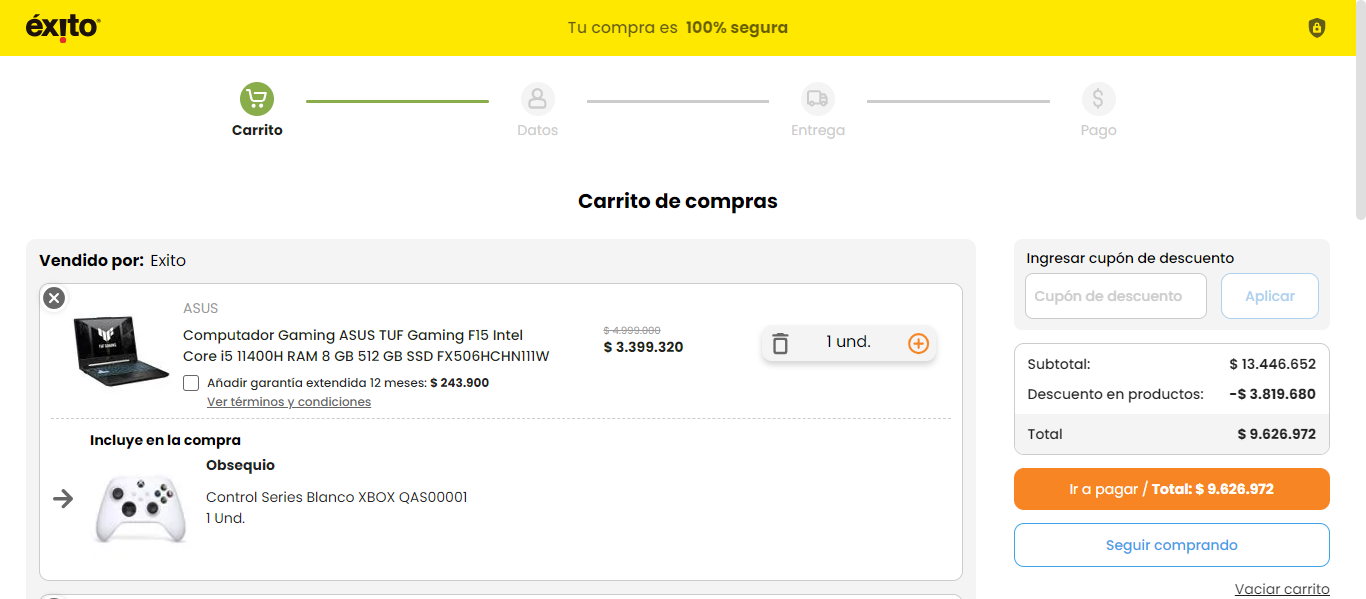 éxito
Tu compra es 100% segura
Carrito
Datos
Entrega
Pago
Carrito de compras
Vendido por: Exito
ASUS
Computador Gaming ASUS TUF Gaming F15 Intel
Core i5 11400H RAM 8 GB 512 GB SSD FX506HCHN111W
Añadir garantía extendida 12 meses: $ 243.900
Ver términos y condiciones
$ 4.999.000
$ 3.399.320
1 und.
Incluye en la compra
Obsequio
Control Series Blanco XBOX QAS00001
1 Und.
Ingresar cupón de descuento
Cupón de descuento
Aplicar
Subtotal: $ 13.446.652
Descuento en productos: -$ 3.819.680
Total $ 9.626.972
Ir a pagar / Total: $ 9.626.972
Seguir comprando
Vaciar carrito